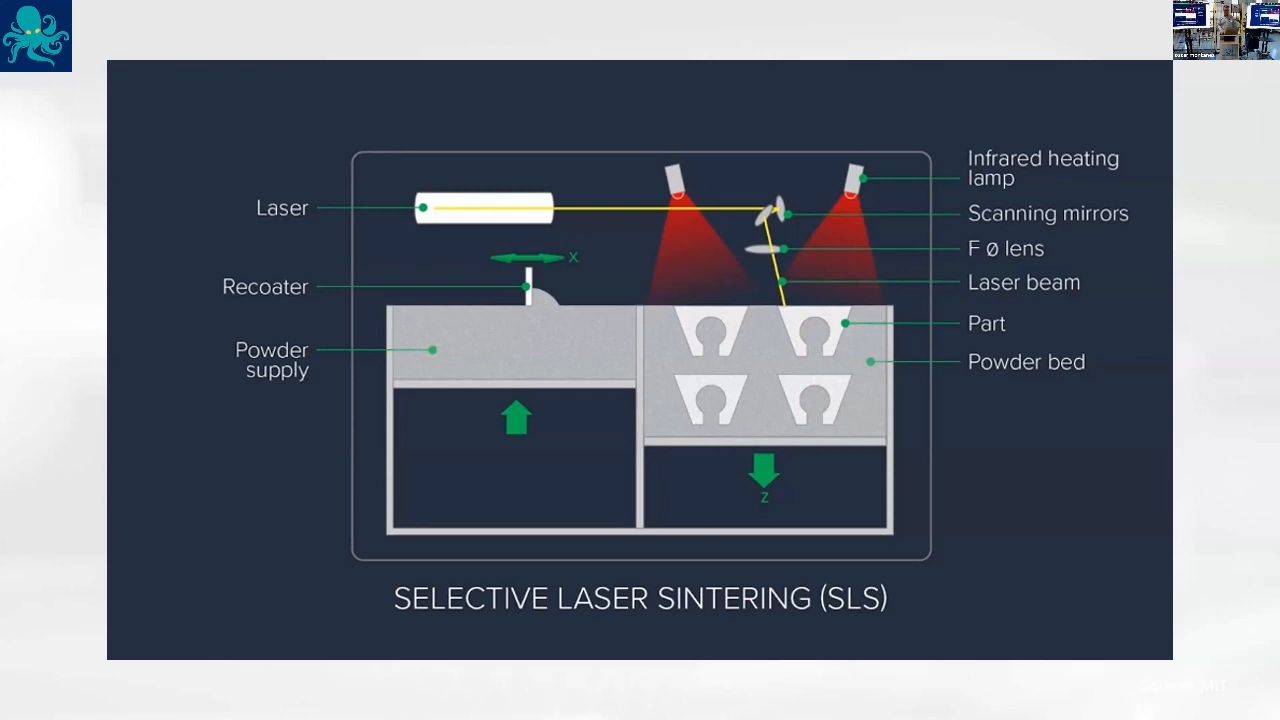 Laser
Recoater
Powder
supply
X
Z
Infrared heating
lamp
Scanning mirrors
F ø lens
Laser beam
Part
Powder bed
SELECTIVE LASER SINTERING (SLS)